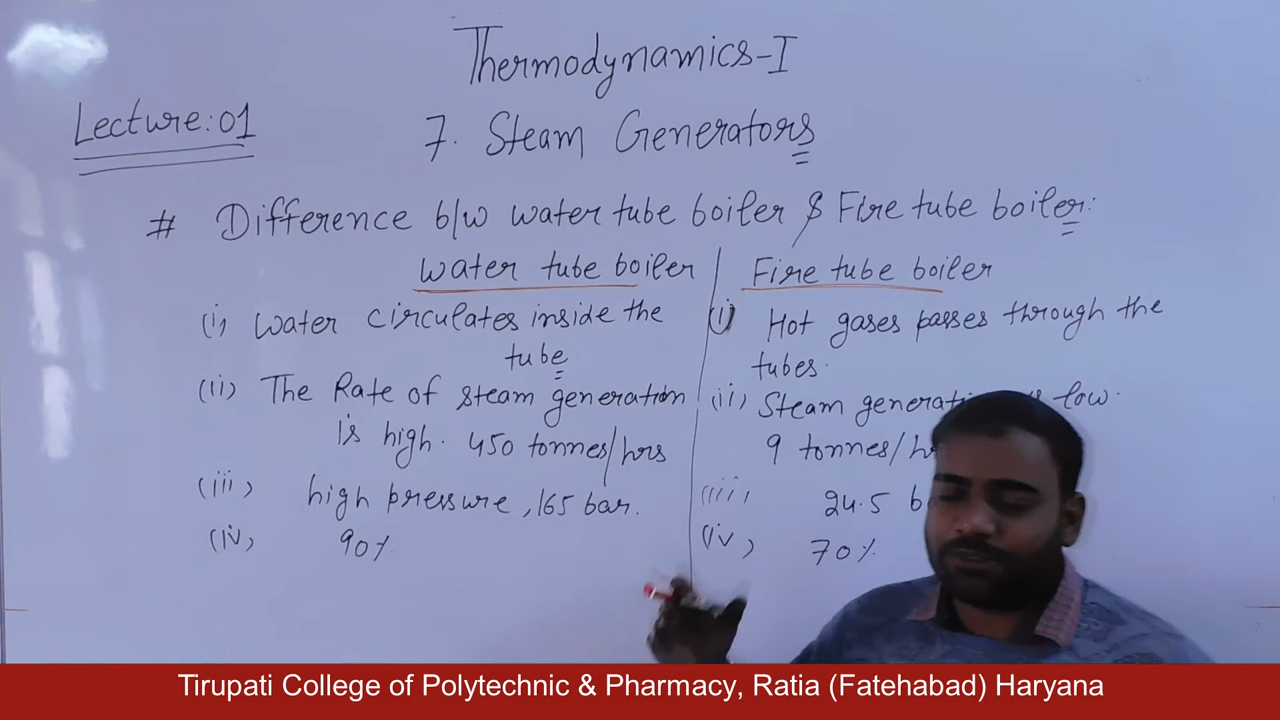 Thermodynamics-I
Lecture:01
7. Steam Generators
# Difference b/w water tube boiler & Fire tube boiler:
water tube boiler
(i) water circulates inside the
tube
(ii) The Rate of steam generation
is high. 450 tonnes/hrs
(iii) high pressure, 165 bar.
(iv) 90%
Fire tube boiler
(i) Hot gases passes through the
tubes.
(ii) Steam low.
9 tonnes/
(iii) 24.5
(iv) 70%
Tirupati College of Polytechnic & Pharmacy, Ratia (Fatehabad) Haryana